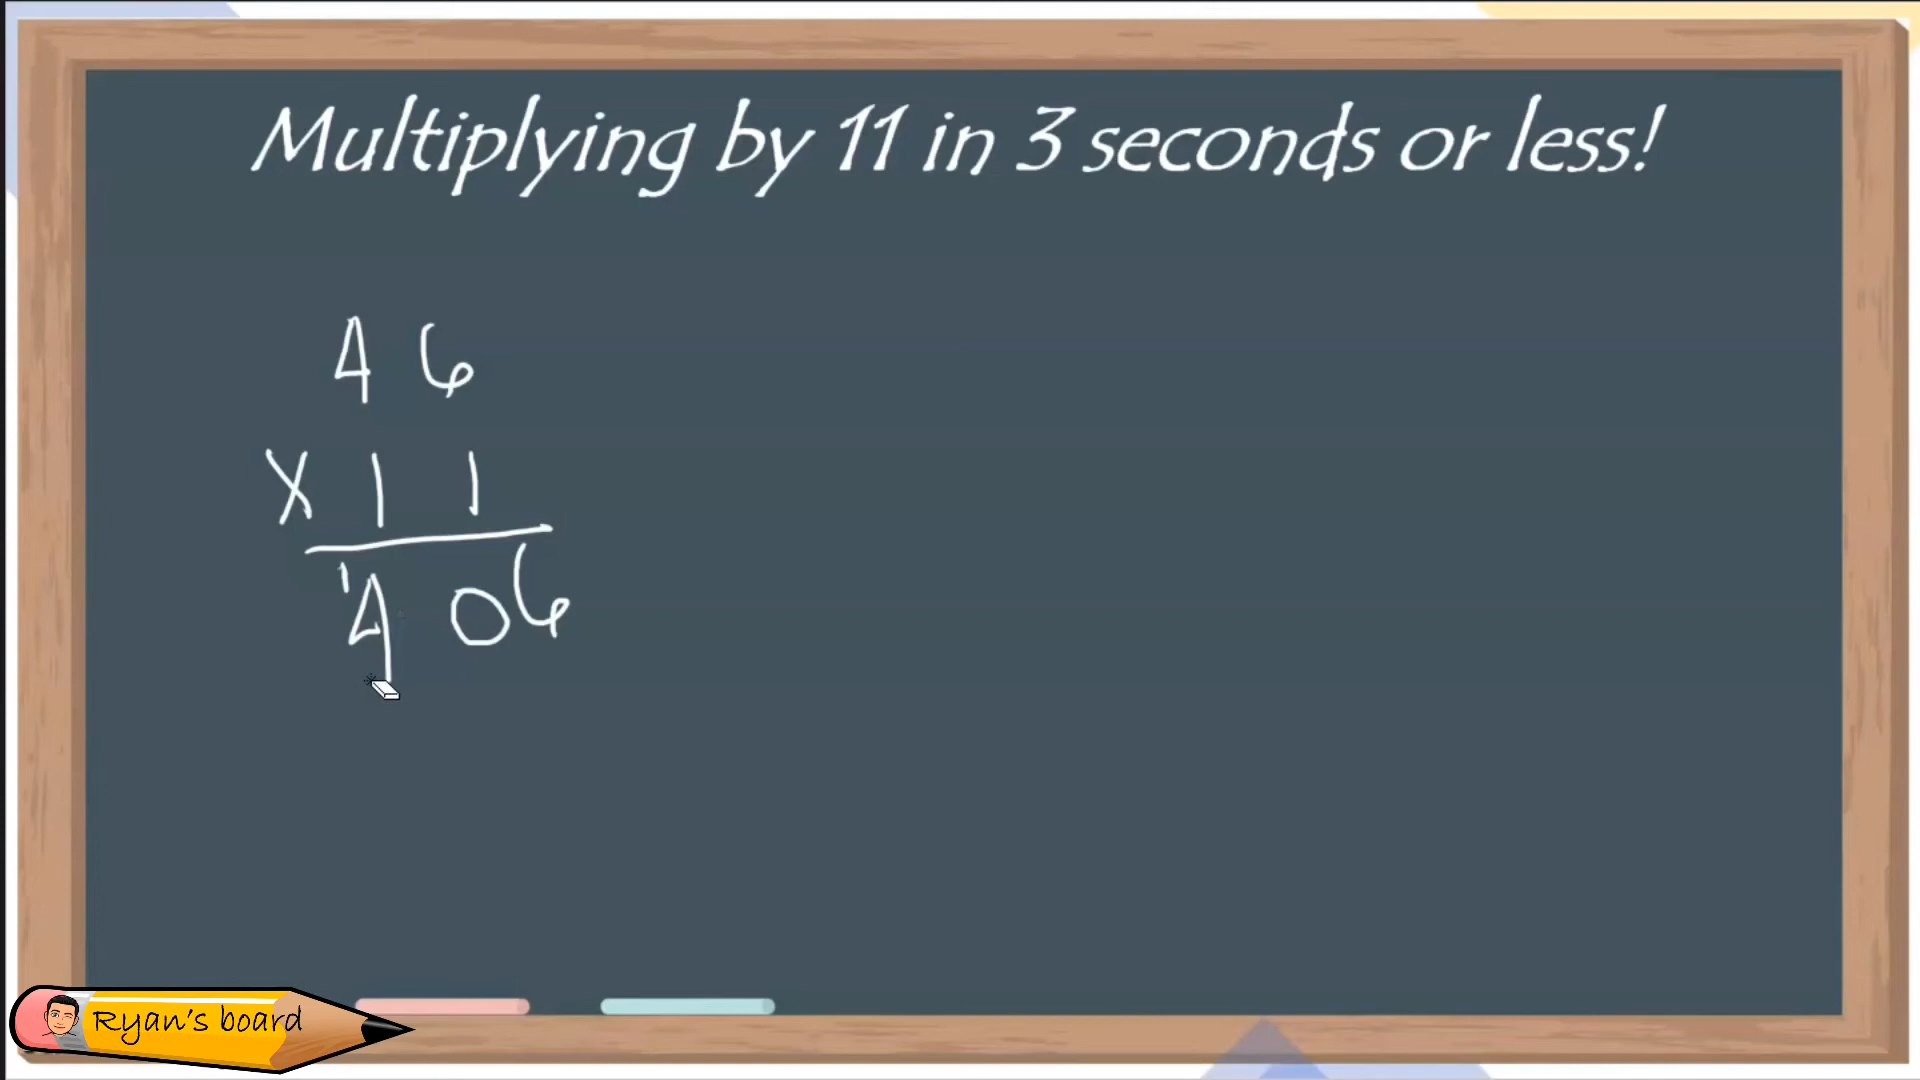 Multiplying by 11 in 3 seconds or less!
4 6
X 1 1
1
4 0 6
Ryan's board